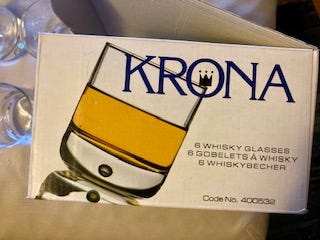 KRONA
6 WHISKY GLASSES
6 GOBELETS À WHISKY
6 WHISKYBECHER
Code No. 400532